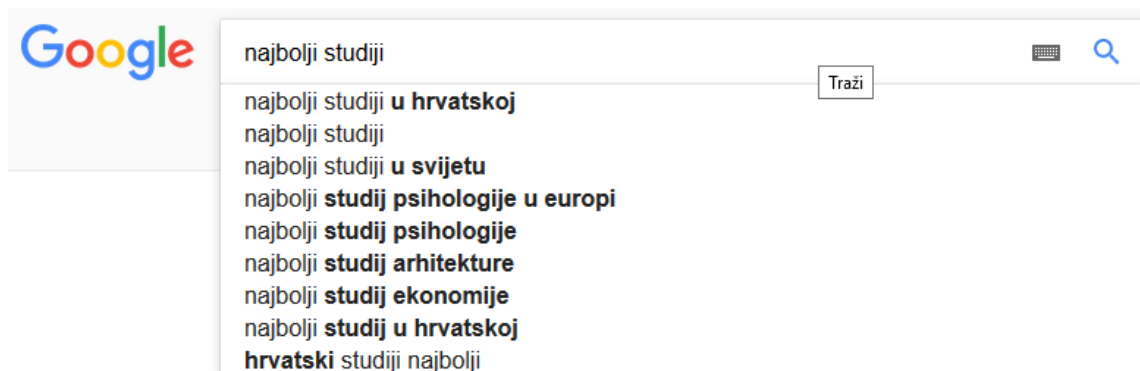 Google
najbolji studiji
Traži
najbolji studiji u hrvatskoj
najbolji studiji
najbolji studiji u svijetu
najbolji studij psihologije u europi
najbolji studij psihologije
najbolji studij arhitekture
najbolji studij ekonomije
najbolji studij u hrvatskoj
hrvatski studiji najbolji